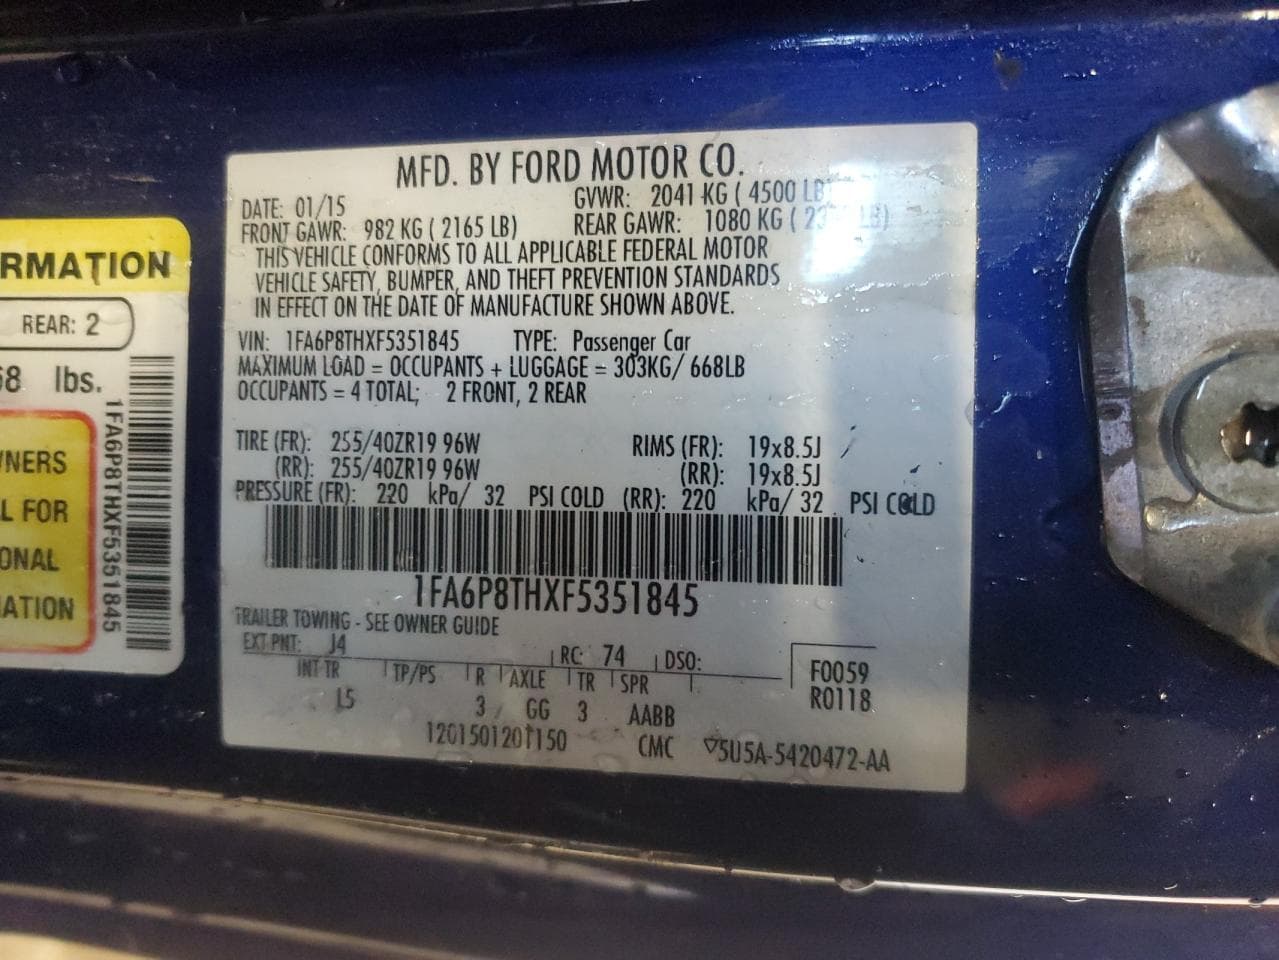 RMATION
REAR: 2
68 lbs.
NERS
L FOR
ONAL
ATION
1FA6P8THXF5351845
MFD. BY FORD MOTOR CO.
DATE: 01/15 GVWR: 2041 KG ( 4500 LB
FRONT GAWR: 982 KG ( 2165 LB) REAR GAWR: 1080 KG ( LB)
THIS VEHICLE CONFORMS TO ALL APPLICABLE FEDERAL MOTOR
VEHICLE SAFETY, BUMPER, AND THEFT PREVENTION STANDARDS
IN EFFECT ON THE DATE OF MANUFACTURE SHOWN ABOVE.
VIN: 1FA6P8THXF5351845 TYPE: Passenger Car
MAXIMUM LOAD = OCCUPANTS + LUGGAGE = 303KG/ 668LB
OCCUPANTS = 4 TOTAL; 2 FRONT, 2 REAR
TIRE (FR): 255/40ZR19 96W RIMS (FR): 19x8.5J
(RR): 255/40ZR19 96W (RR): 19x8.5J
PRESSURE (FR): 220 kPa/ 32 PSI COLD (RR): 220 kPa/ 32 PSI COLD
1FA6P8THXF5351845
TRAILER TOWING - SEE OWNER GUIDE
EXT PNT: J4 RC: 74 DSO: F0059
INT TR TP/PS R AXLE TR SPR R0118
L5 3 GG 3 AABB
1201501201150 CMC ▽5U5A-5420472-AA